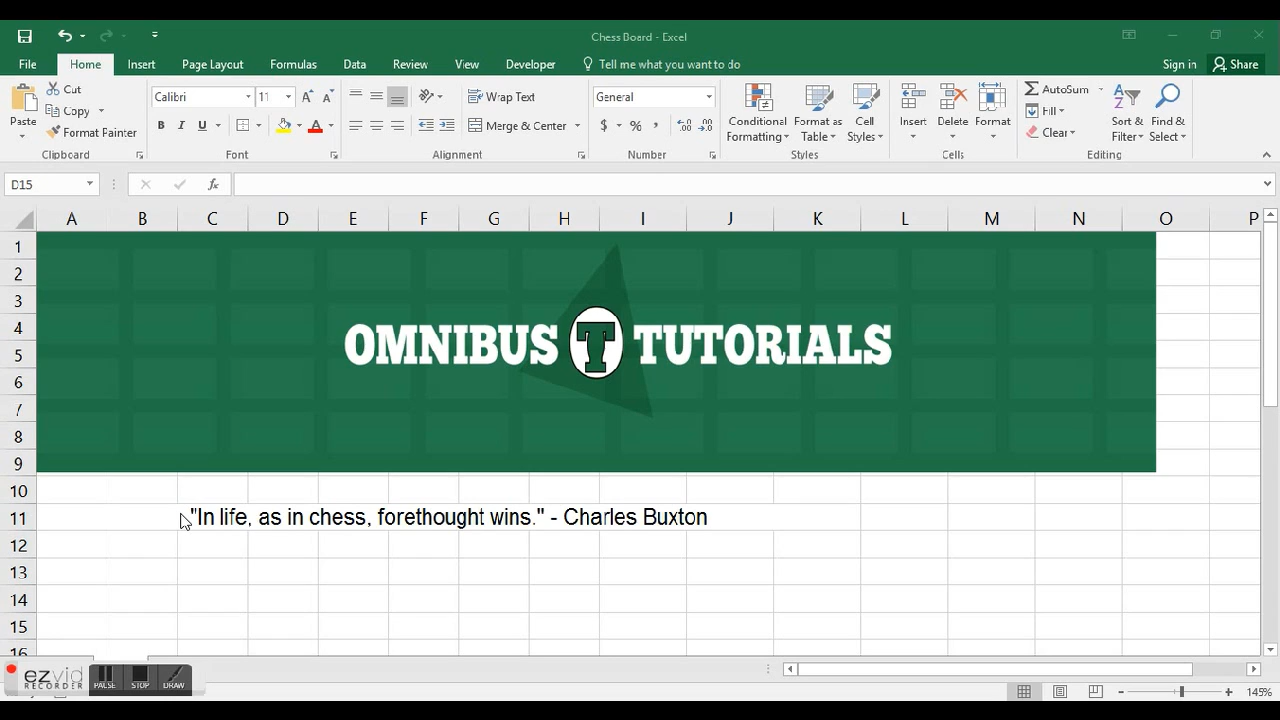 Chess Board - Excel
File Home Insert Page Layout Formulas Data Review View Developer Tell me what you want to do Sign in Share
Paste Cut Copy Format Painter Clipboard
Calibri 11 A A B I U A Font
Wrap Text Merge & Center Alignment
General $ % , Number
Conditional Formatting Format as Table Cell Styles Styles
Insert Delete Format Cells
AutoSum Fill Clear Sort & Filter Find & Select Editing
D15 fx
A B C D E F G H I J K L M N O P
1
2
3
4
OMNIBUS T TUTORIALS
5
6
7
8
9
10
11 "In life, as in chess, forethought wins." - Charles Buxton
12
13
14
15
16
ezvid RECORDER PAUSE STOP DRAW
145%